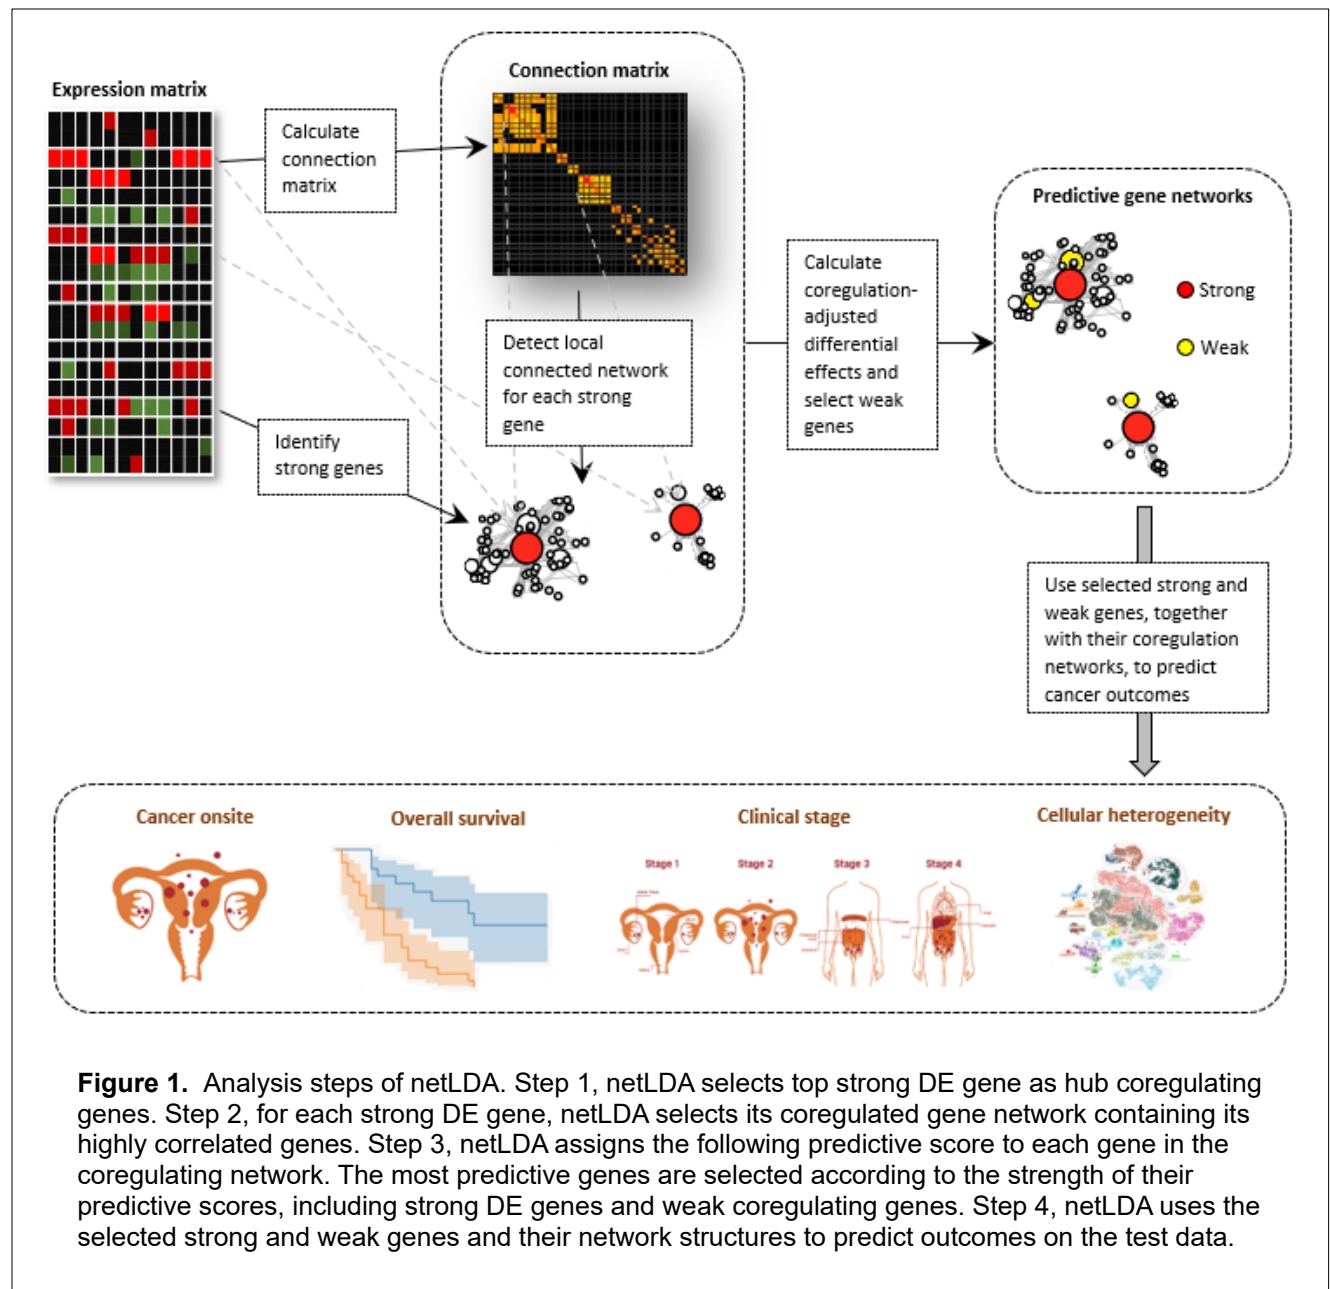 Expression matrix
Calculate
connection
matrix
Connection matrix
Identify
strong genes
Detect local
connected network
for each strong
gene
Calculate
coregulation-
adjusted
differential
effects and
select weak
genes
Predictive gene networks
Strong
Weak
Use selected strong and
weak genes, together
with their coregulation
networks, to predict
cancer outcomes
Cancer onsite
Overall survival
Clinical stage
Stage 1
Stage 2
Stage 3
Stage 4
Cellular heterogeneity
Figure 1. Analysis steps of netLDA. Step 1, netLDA selects top strong DE gene as hub coregulating
genes. Step 2, for each strong DE gene, netLDA selects its coregulated gene network containing its
highly correlated genes. Step 3, netLDA assigns the following predictive score to each gene in the
coregulating network. The most predictive genes are selected according to the strength of their
predictive scores, including strong DE genes and weak coregulating genes. Step 4, netLDA uses the
selected strong and weak genes and their network structures to predict outcomes on the test data.